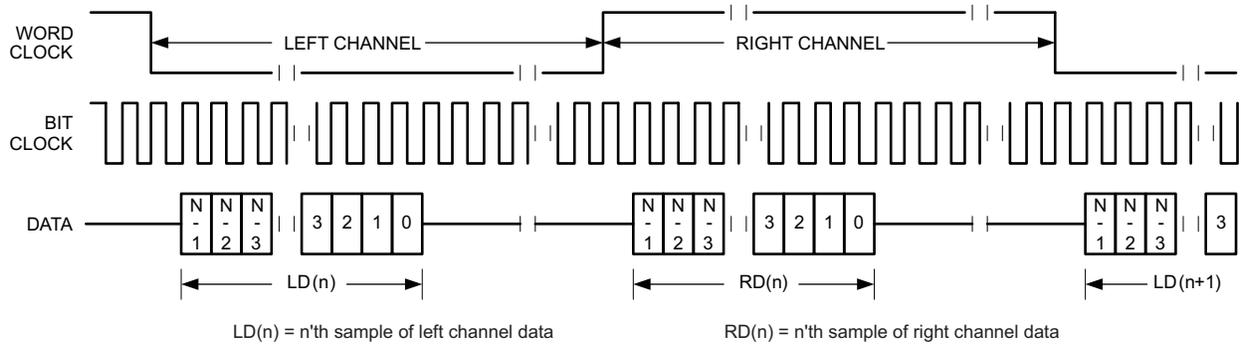 WORD
CLOCK
LEFT CHANNEL
RIGHT CHANNEL
BIT
CLOCK
DATA
N-1 N-2 N-3 3 2 1 0 N-1 N-2 N-3 3 2 1 0 N-1 N-2 N-3 3
LD(n) RD(n) LD(n+1)
LD(n) = n'th sample of left channel data
RD(n) = n'th sample of right channel data